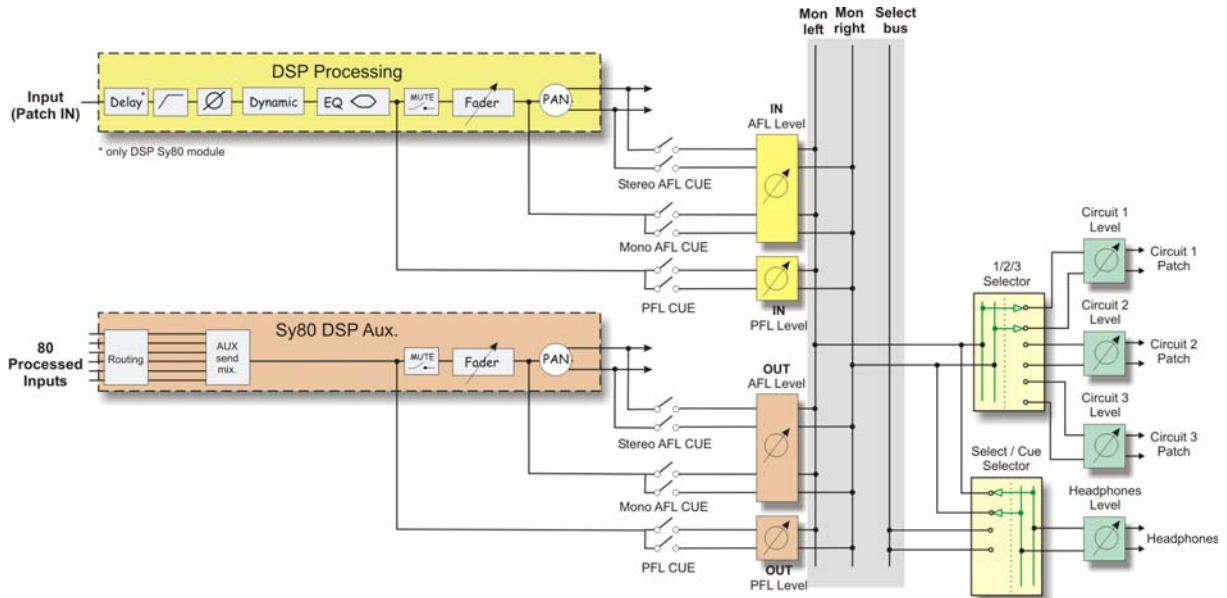 Mon left
Mon right
Select bus
DSP Processing
Input (Patch IN)
Delay*
Dynamic
EQ
MUTE
Fader
PAN
* only DSP Sy80 module
IN
AFL Level
Stereo AFL CUE
Mono AFL CUE
PFL CUE
IN
PFL Level
Sy80 DSP Aux.
80 Processed Inputs
Routing
AUX send mix.
MUTE
Fader
PAN
OUT
AFL Level
Stereo AFL CUE
Mono AFL CUE
PFL CUE
OUT
PFL Level
1/2/3 Selector
Circuit 1 Level
Circuit 1 Patch
Circuit 2 Level
Circuit 2 Patch
Circuit 3 Level
Circuit 3 Patch
Select / Cue Selector
Headphones Level
Headphones